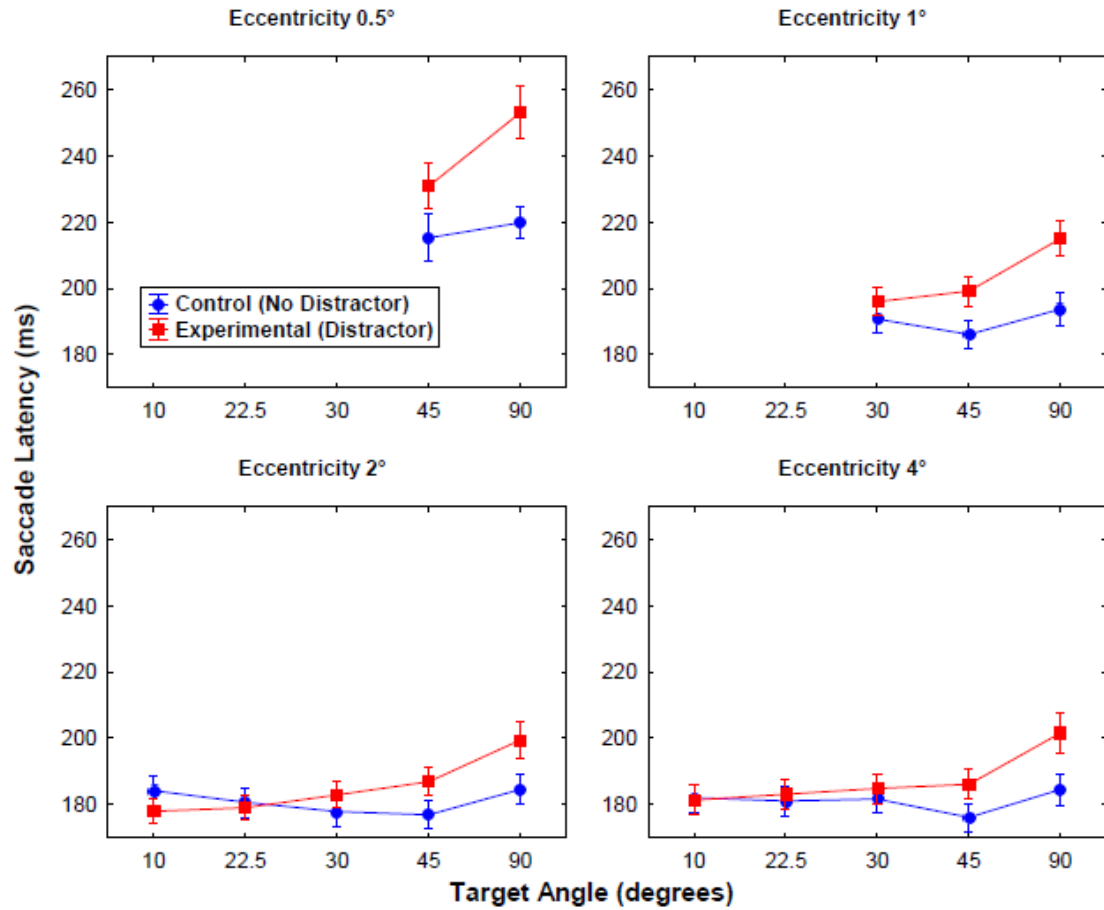 Eccentricity 0.5°
Eccentricity 1°
260
240
220
200
180
Control (No Distractor)
Experimental (Distractor)
10 22.5 30 45 90
260
240
220
200
180
10 22.5 30 45 90
Saccade Latency (ms)
Eccentricity 2°
Eccentricity 4°
260
240
220
200
180
10 22.5 30 45 90
260
240
220
200
180
10 22.5 30 45 90
Target Angle (degrees)